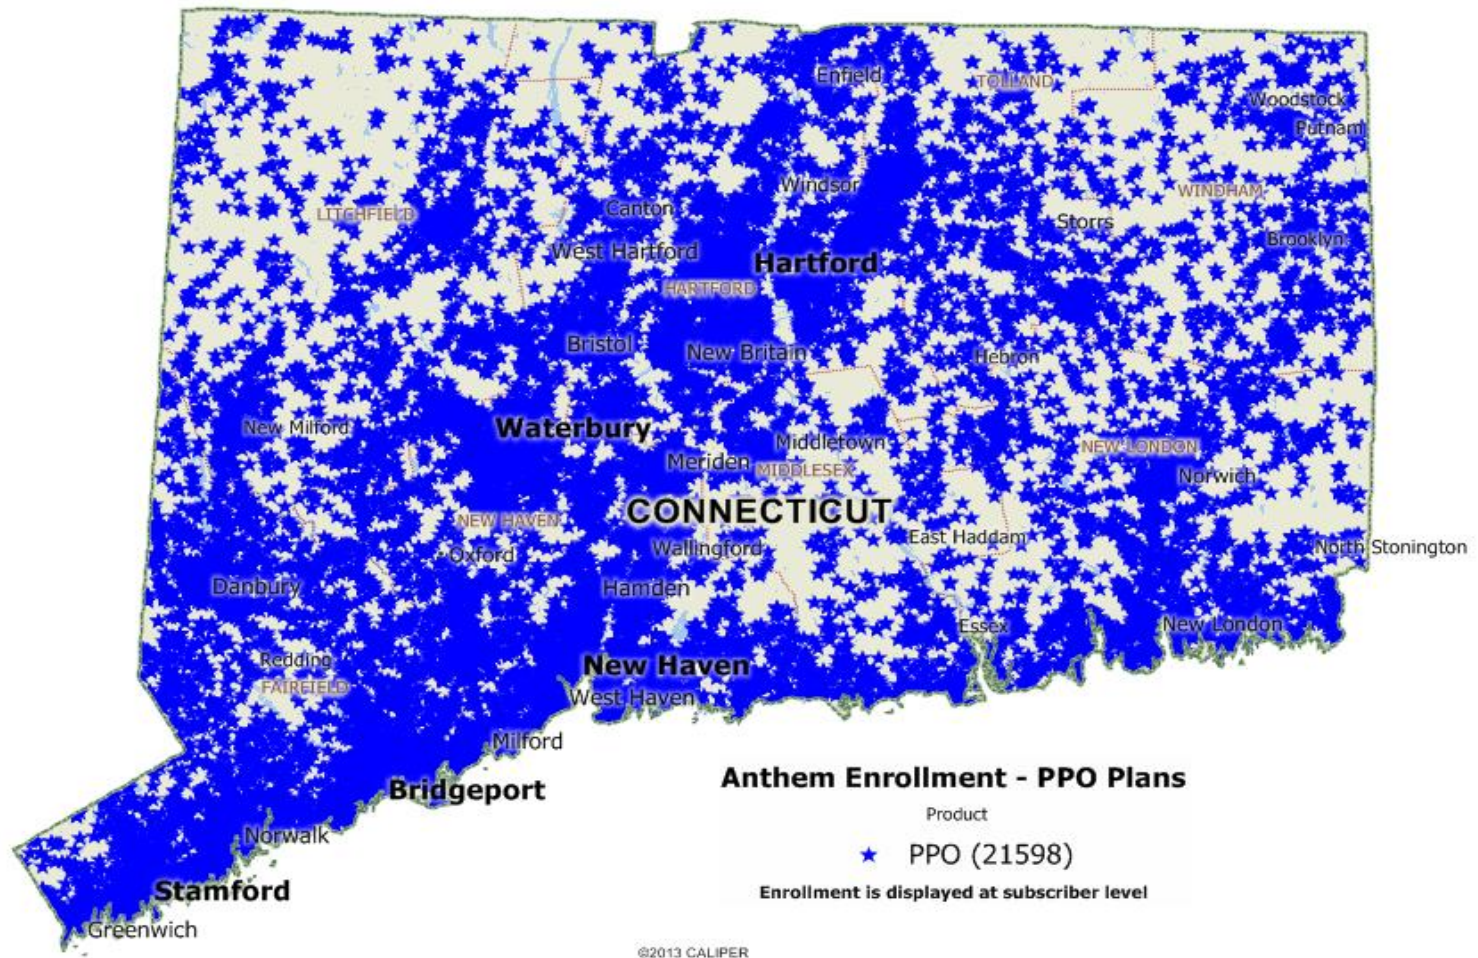 Enfield
TOLLAND
Woodstock
Putnam
Windsor
WINDHAM
Canton
LITCHFIELD
Storrs
Brooklyn
West Hartford
Hartford
HARTFORD
Bristol
New Britain
Hebron
New Milford
Waterbury
Middletown
NEW LONDON
Meriden
MIDDLESEX
Norwich
CONNECTICUT
NEW HAVEN
East Haddam
Wallingford
North Stonington
Oxford
Danbury
Hamden
Essex
New London
Redding
New Haven
FAIRFIELD
West Haven
Milford
Bridgeport
Norwalk
Stamford
Greenwich
Anthem Enrollment - PPO Plans
Product
PPO (21598)
Enrollment is displayed at subscriber level
©2013 CALIPER